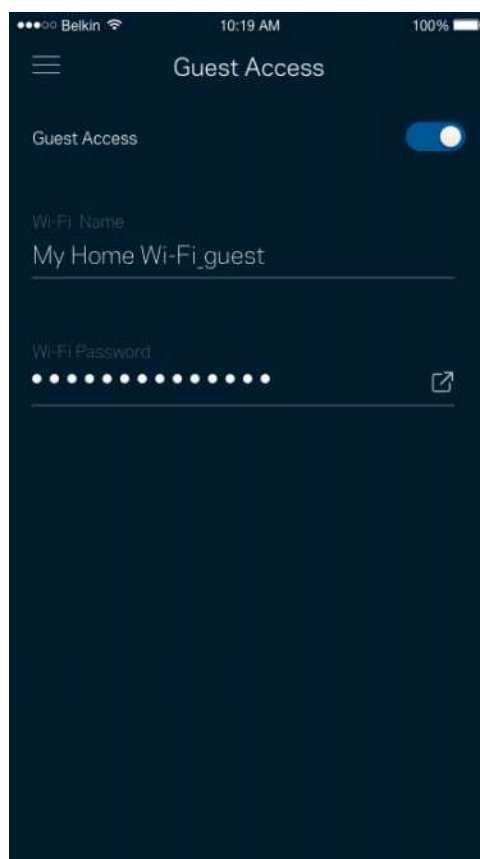 Belkin 10:19 AM 100%
Guest Access
Guest Access
Wi-Fi Name
My Home Wi-Fi_guest
Wi-Fi Password
••••••••••••••